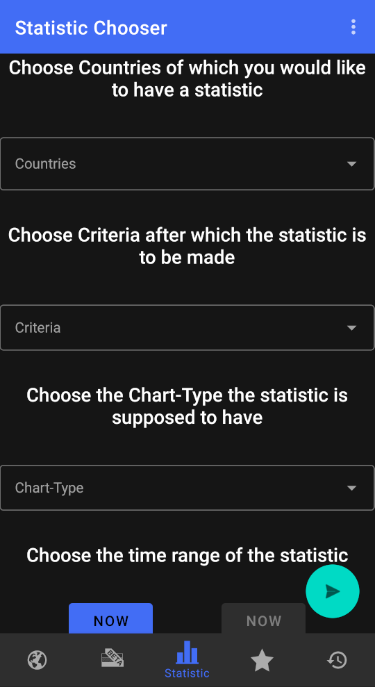 Statistic Chooser
Choose Countries of which you would like
to have a statistic
Countries
Choose Criteria after which the statistic is
to be made
Criteria
Choose the Chart-Type the statistic is
supposed to have
Chart-Type
Choose the time range of the statistic
NOW NOW
Statistic